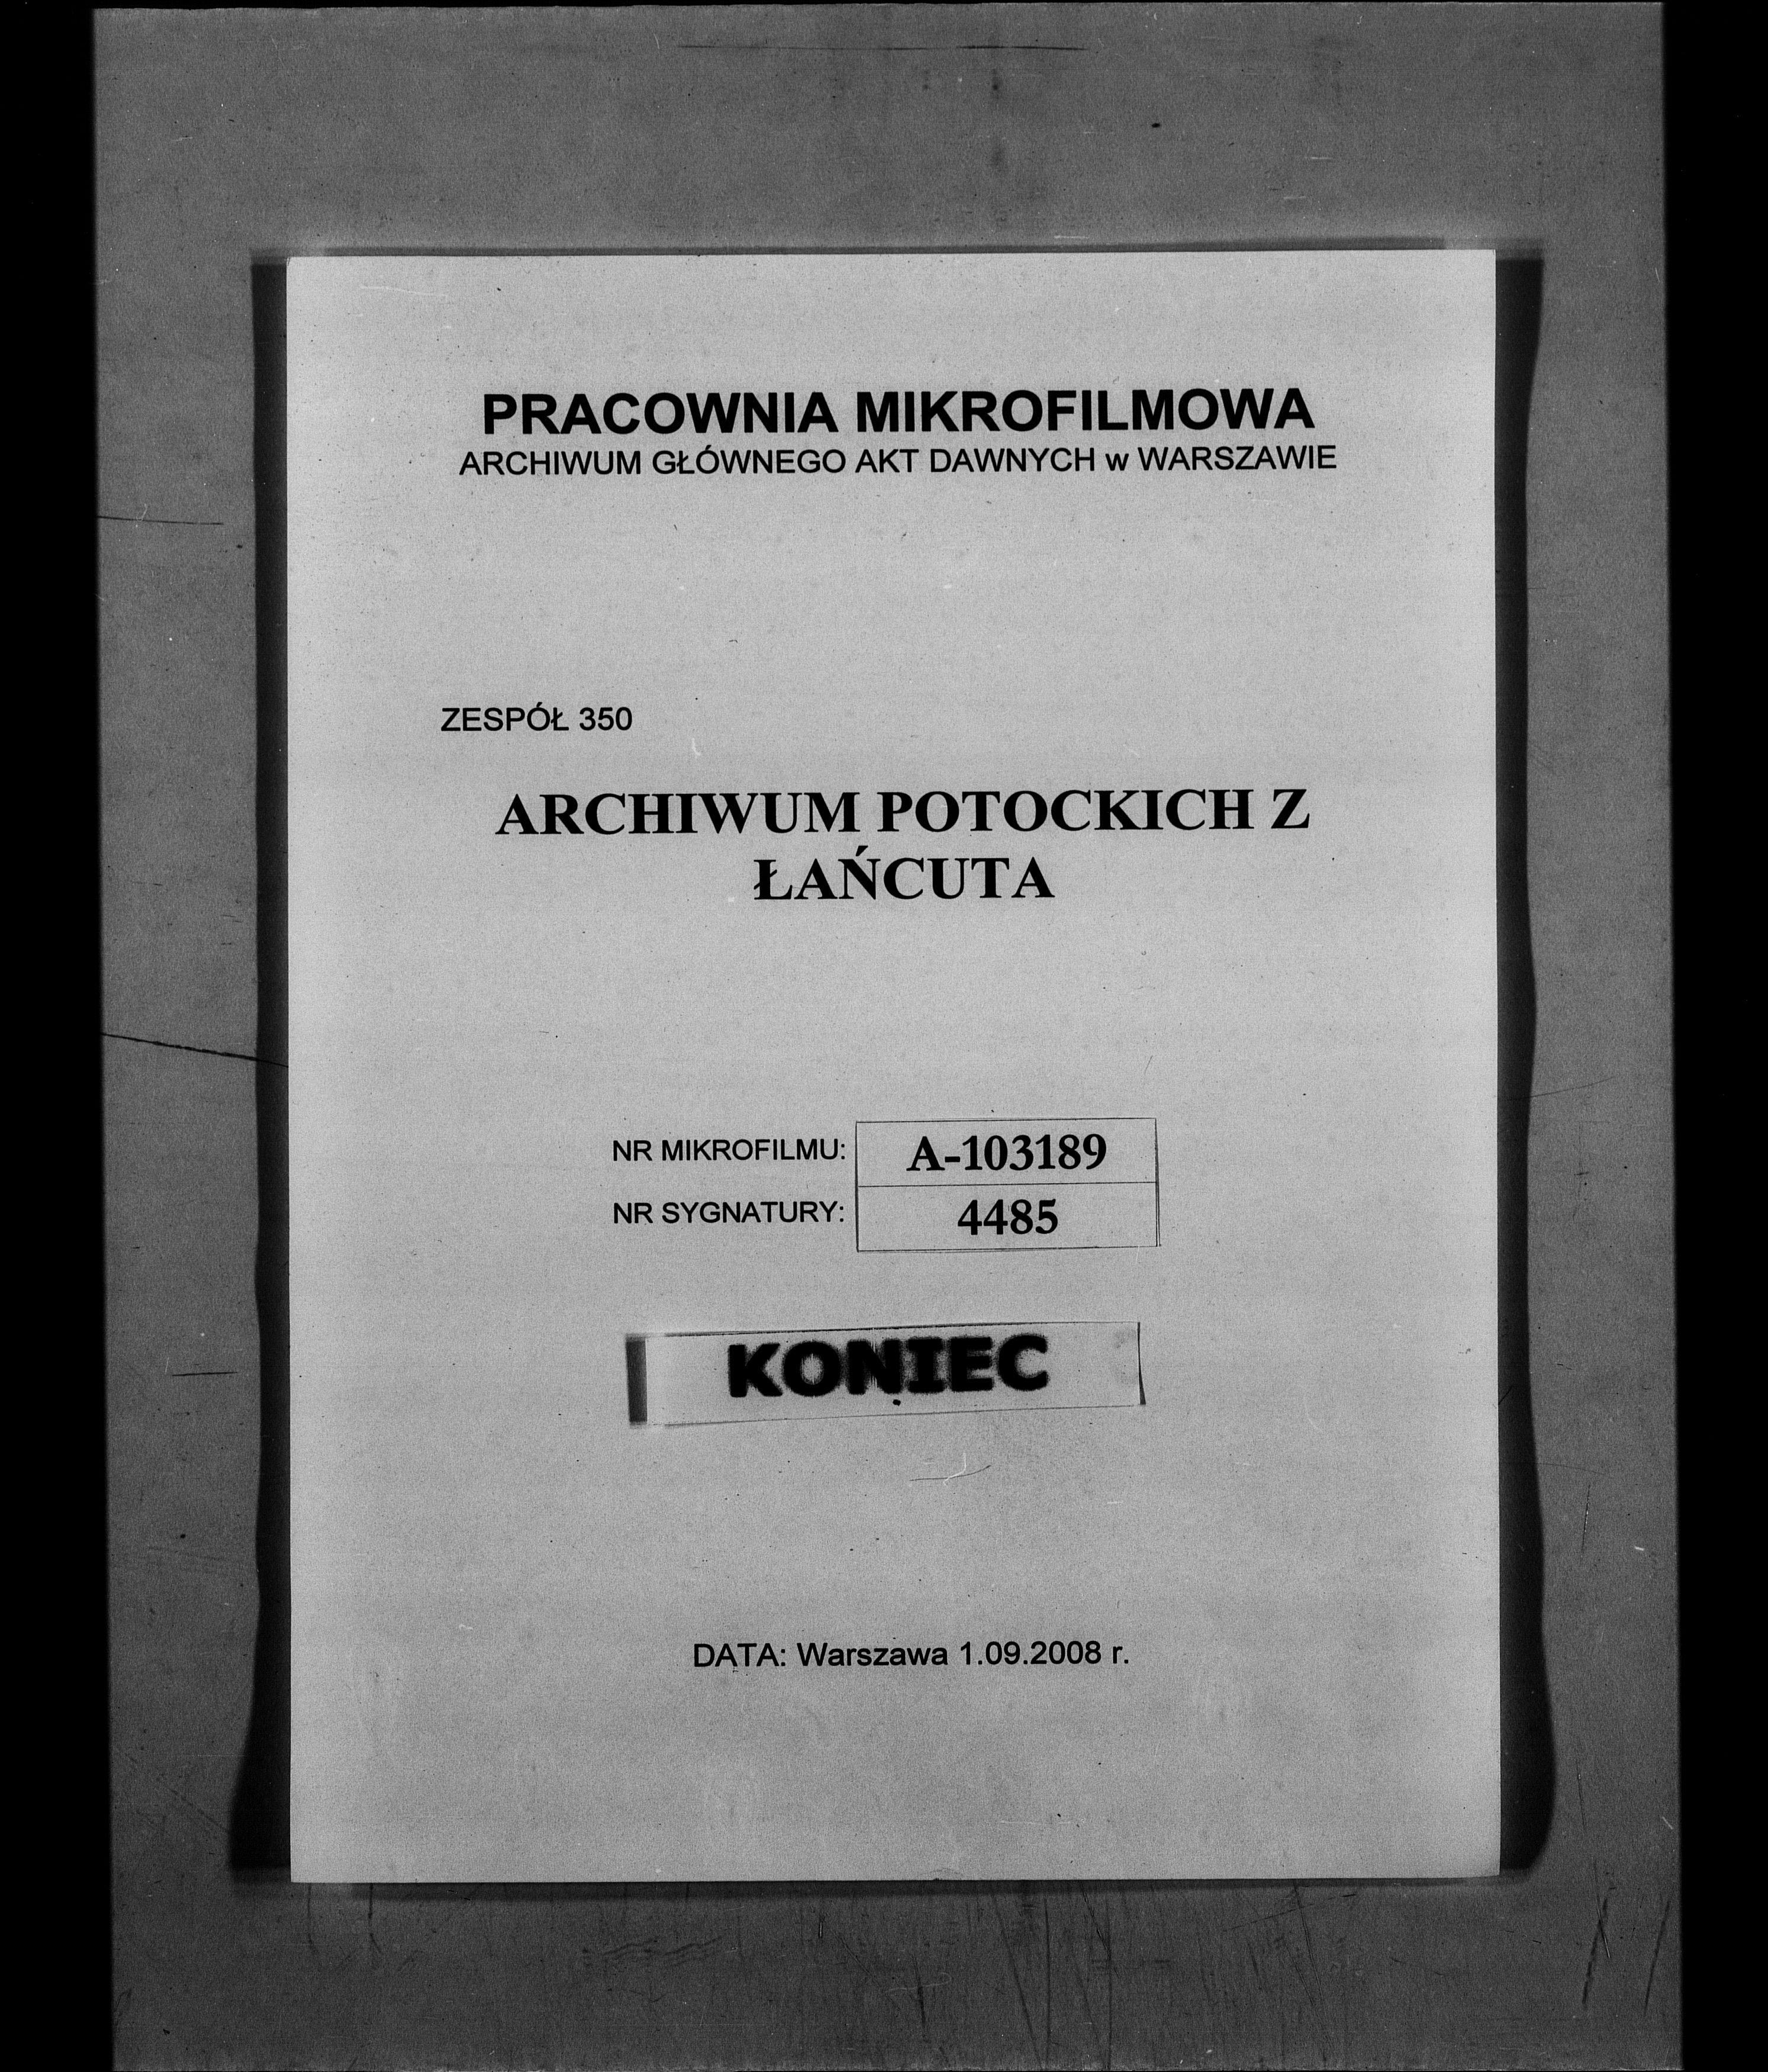 PRACOWNIA MIKROFILMOWA
ARCHIWUM GŁÓWNEGO AKT DAWNYCH w WARSZAWIE
ZESPÓŁ 350
ARCHIWUM POTOCKICH Z
ŁAŃCUTA
NR MIKROFILMU: A-103189
NR SYGNATURY: 4485
KONIEC
DATA: Warszawa 1.09.2008 r.